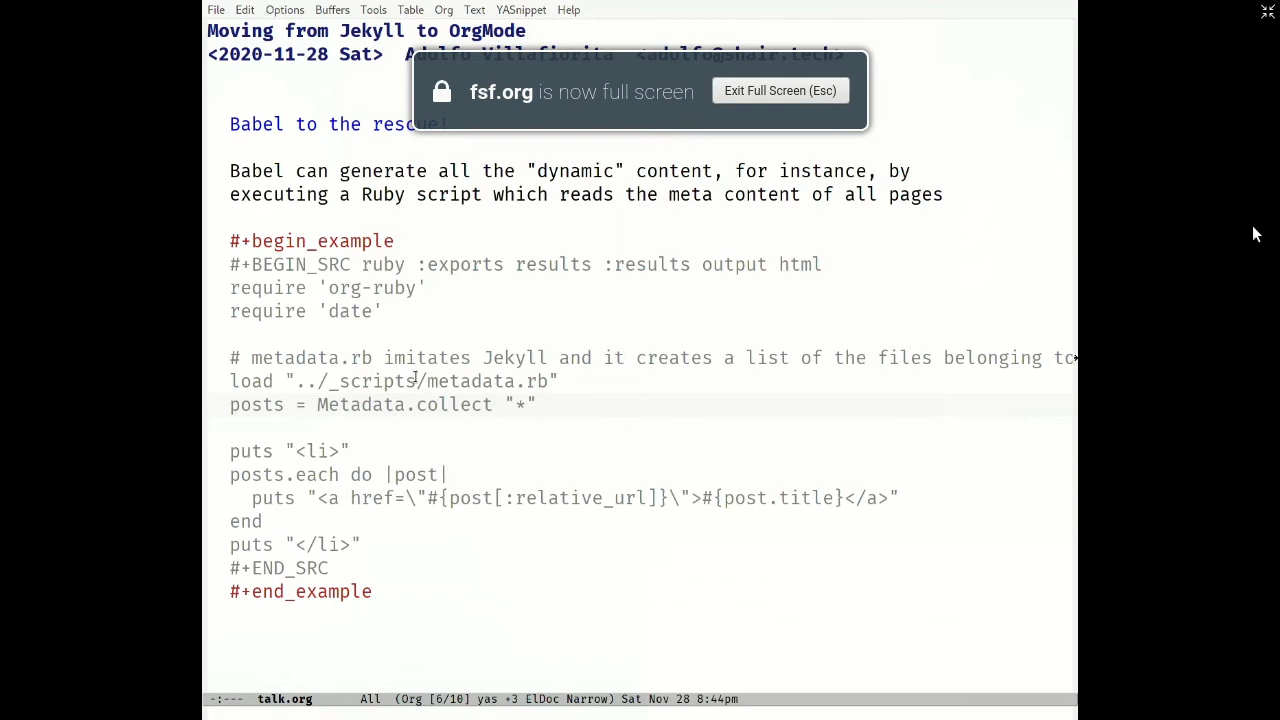 File Edit Options Buffers Tools Table Org Text YASnippet Help
Moving from Jekyll to OrgMode
<2020-11-28 Sat> Adolfo Villafiorita <adolfo@shair.tech>
fsf.org is now full screen
Exit Full Screen (Esc)
Babel to the rescue!
Babel can generate all the "dynamic" content, for instance, by
executing a Ruby script which reads the meta content of all pages
#+begin_example
#+BEGIN_SRC ruby :exports results :results output html
require 'org-ruby'
require 'date'
# metadata.rb imitates Jekyll and it creates a list of the files belonging to
load "../_scripts/metadata.rb"
posts = Metadata.collect "*"
puts "<li>"
posts.each do |post|
puts "<a href=\"#{post[:relative_url]}\">#{post.title}</a>"
end
puts "</li>"
#+END_SRC
#+end_example
-:--- talk.org All (Org [6/10] yas +3 ElDoc Narrow) Sat Nov 28 8:44pm